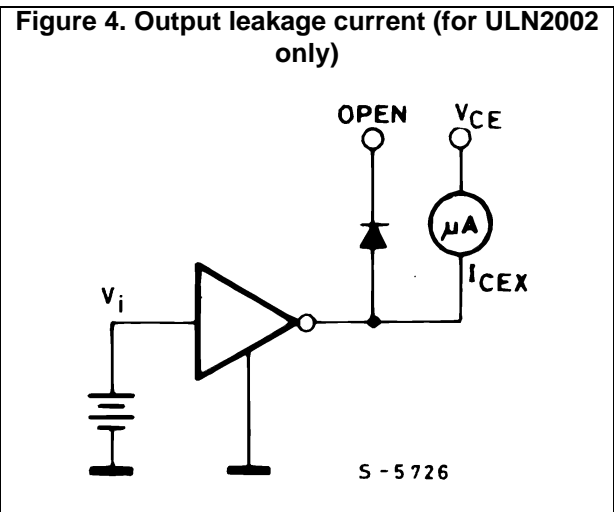 Figure 4. Output leakage current (for ULN2002
only)
OPEN
VCE
μA
ICEX
Vi
S-5726